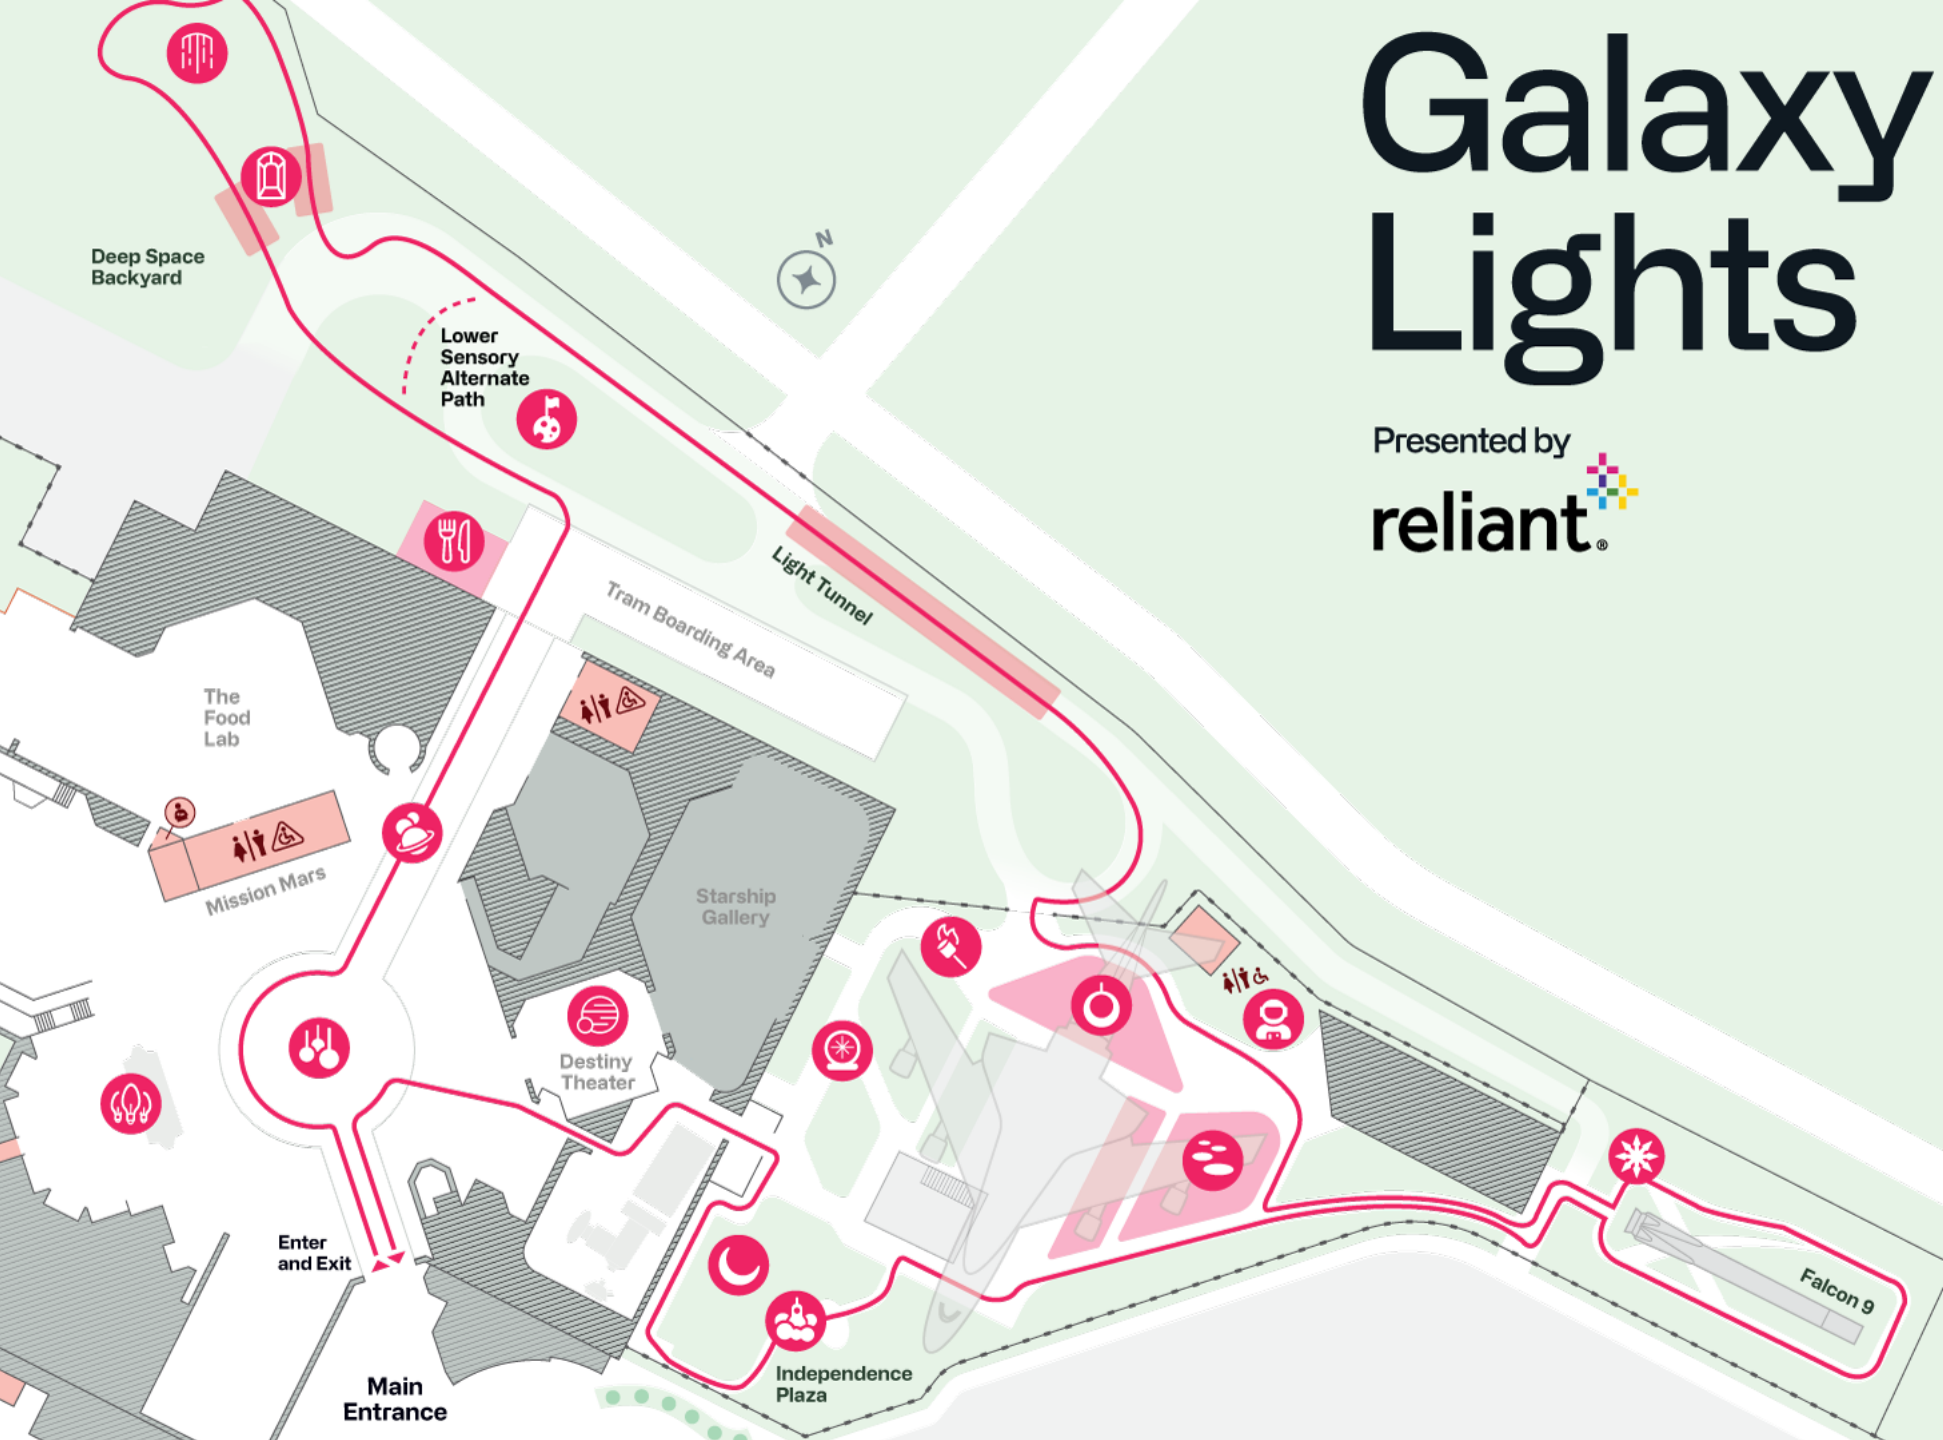 Galaxy
Lights
Presented by
reliant®
N
Deep Space
Backyard
Lower
Sensory
Alternate
Path
Light Tunnel
Tram Boarding Area
The
Food
Lab
Mission Mars
Starship
Gallery
Destiny
Theater
Enter
and Exit
Falcon 9
Independence
Plaza
Main
Entrance